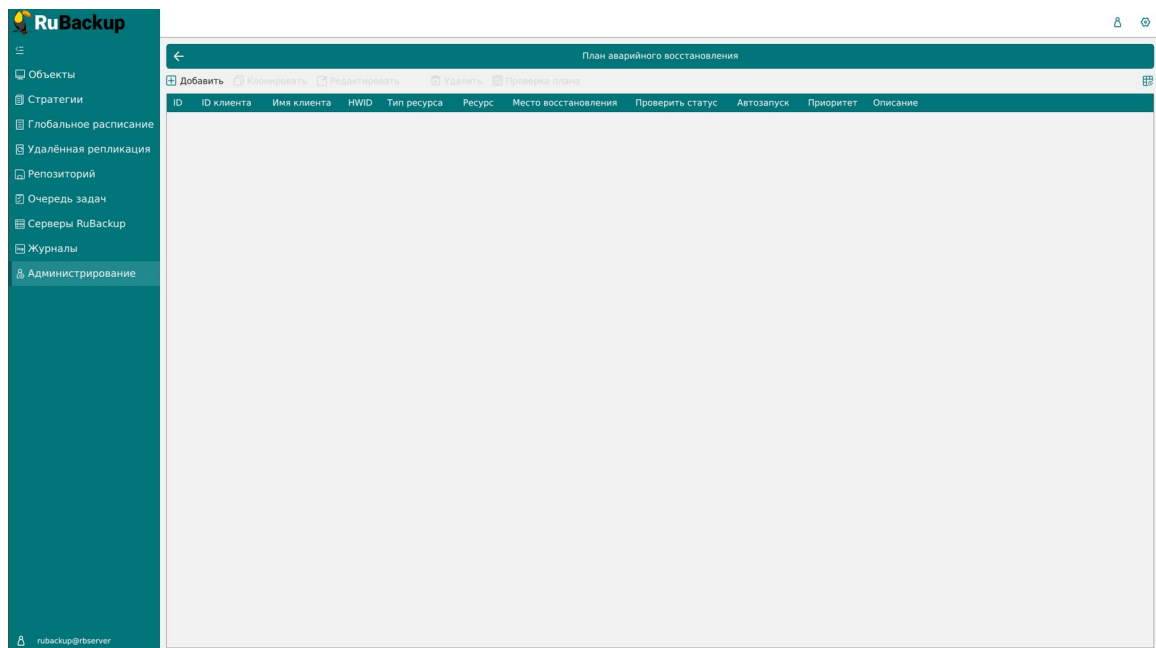 RuBackup
План аварийного восстановления
Объекты
Стратегии
Глобальное расписание
Удалённая репликация
Репозиторий
Очередь задач
Серверы RuBackup
Журналы
Администрирование
rubackup@rbserver
Добавить Клонировать Редактировать Удалить Проверка плана
ID ID клиента Имя клиента HWID Тип ресурса Ресурс Место восстановления Проверить статус Автозапуск Приоритет Описание